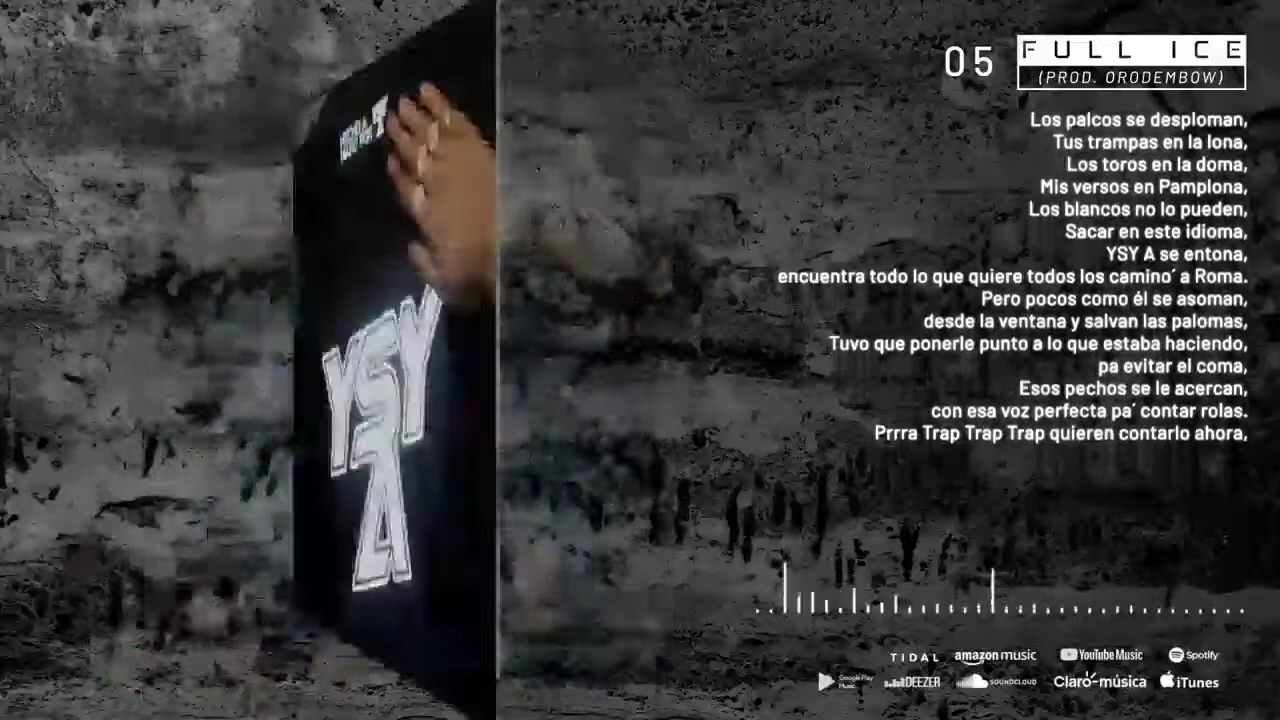 YSY
A
05
FULL ICE
(PROD. ORODEMBOW)
Los palcos se desploman,
Tus trampas en la lona,
Los toros en la doma,
Mis versos en Pamplona,
Los blancos no lo pueden,
Sacar en este idioma,
YSY A se entona,
encuentra todo lo que quiere todos los camino´ a Roma.
Pero pocos como él se asoman,
desde la ventana y salvan las palomas,
Tuvo que ponerle punto a lo que estaba haciendo,
pa evitar el coma,
Esos pechos se le acercan,
con esa voz perfecta pa´ contar rolas.
Prrra Trap Trap Trap quieren contarlo ahora,
TIDAL amazon music YouTube Music Spotify
Google Play Music DEEZER SOUNDCLOUD Claro música iTunes